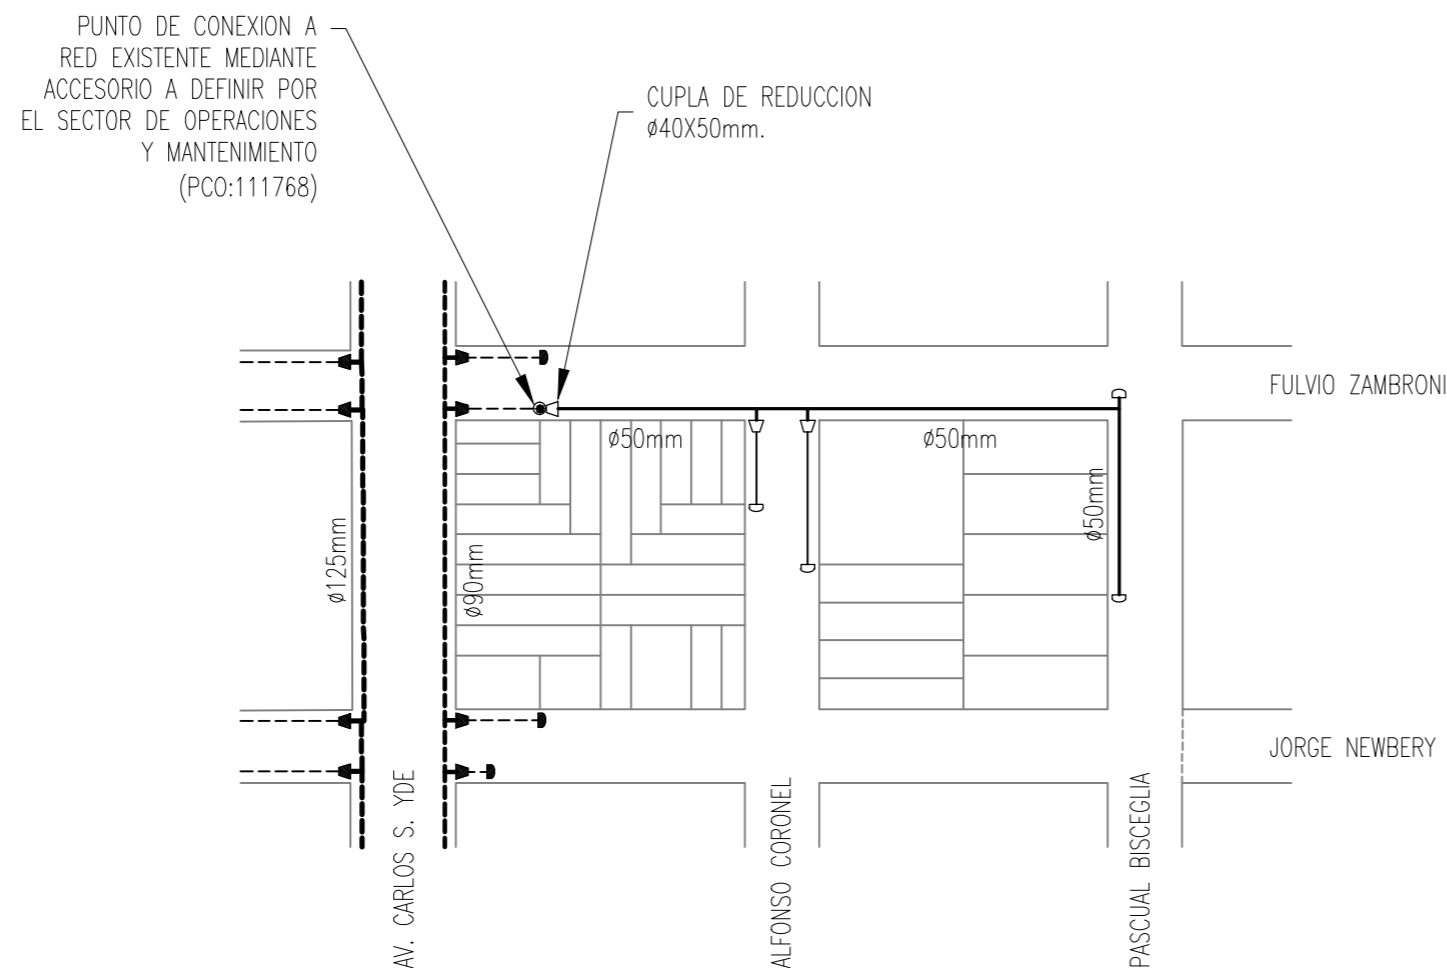 PUNTO DE CONEXION A
RED EXISTENTE MEDIANTE
ACCESORIO A DEFINIR POR
EL SECTOR DE OPERACIONES
Y MANTENIMIENTO
(PCO:111768)
CUPLA DE REDUCCION
ø40X50mm.
FULVIO ZAMBRONI
ø50mm
ø50mm
ø50mm
ø125mm
ø90mm
JORGE NEWBERY
AV. CARLOS S. YDE
ALFONSO CORONEL
PASCUAL BISCEGLIA